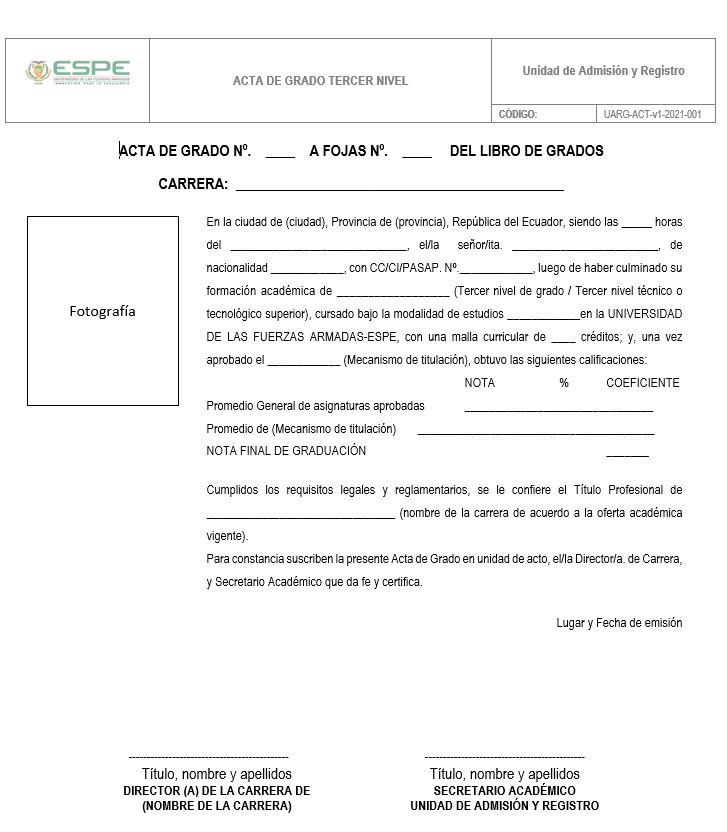 ESPE
UNIVERSIDAD DE LAS FUERZAS ARMADAS
INNOVACIÓN PARA LA EXCELENCIA
ACTA DE GRADO TERCER NIVEL
Unidad de Admisión y Registro
CÓDIGO: UARG-ACT-v1-2021-001
ACTA DE GRADO Nº. ____ A FOJAS Nº. ____ DEL LIBRO DE GRADOS
CARRERA: ________________________________________
Fotografía
En la ciudad de (ciudad), Provincia de (provincia), República del Ecuador, siendo las _____ horas
del _____________________________, el/la señor/ita. ________________________, de
nacionalidad ____________, con CC/CI/PASAP. Nº.____________, luego de haber culminado su
formación académica de ___________________ (Tercer nivel de grado / Tercer nivel técnico o
tecnológico superior), cursado bajo la modalidad de estudios ____________en la UNIVERSIDAD
DE LAS FUERZAS ARMADAS-ESPE, con una malla curricular de ____ créditos; y, una vez
aprobado el ____________ (Mecanismo de titulación), obtuvo las siguientes calificaciones:
NOTA % COEFICIENTE
Promedio General de asignaturas aprobadas _______________________________
Promedio de (Mecanismo de titulación) _______________________________________
NOTA FINAL DE GRADUACIÓN _______
Cumplidos los requisitos legales y reglamentarios, se le confiere el Título Profesional de
_______________________________ (nombre de la carrera de acuerdo a la oferta académica
vigente).
Para constancia suscriben la presente Acta de Grado en unidad de acto, el/la Director/a. de Carrera,
y Secretario Académico que da fe y certifica.
Lugar y Fecha de emisión
--------------------------------------------- ---------------------------------------------
Título, nombre y apellidos Título, nombre y apellidos
DIRECTOR (A) DE LA CARRERA DE SECRETARIO ACADÉMICO
(NOMBRE DE LA CARRERA) UNIDAD DE ADMISIÓN Y REGISTRO